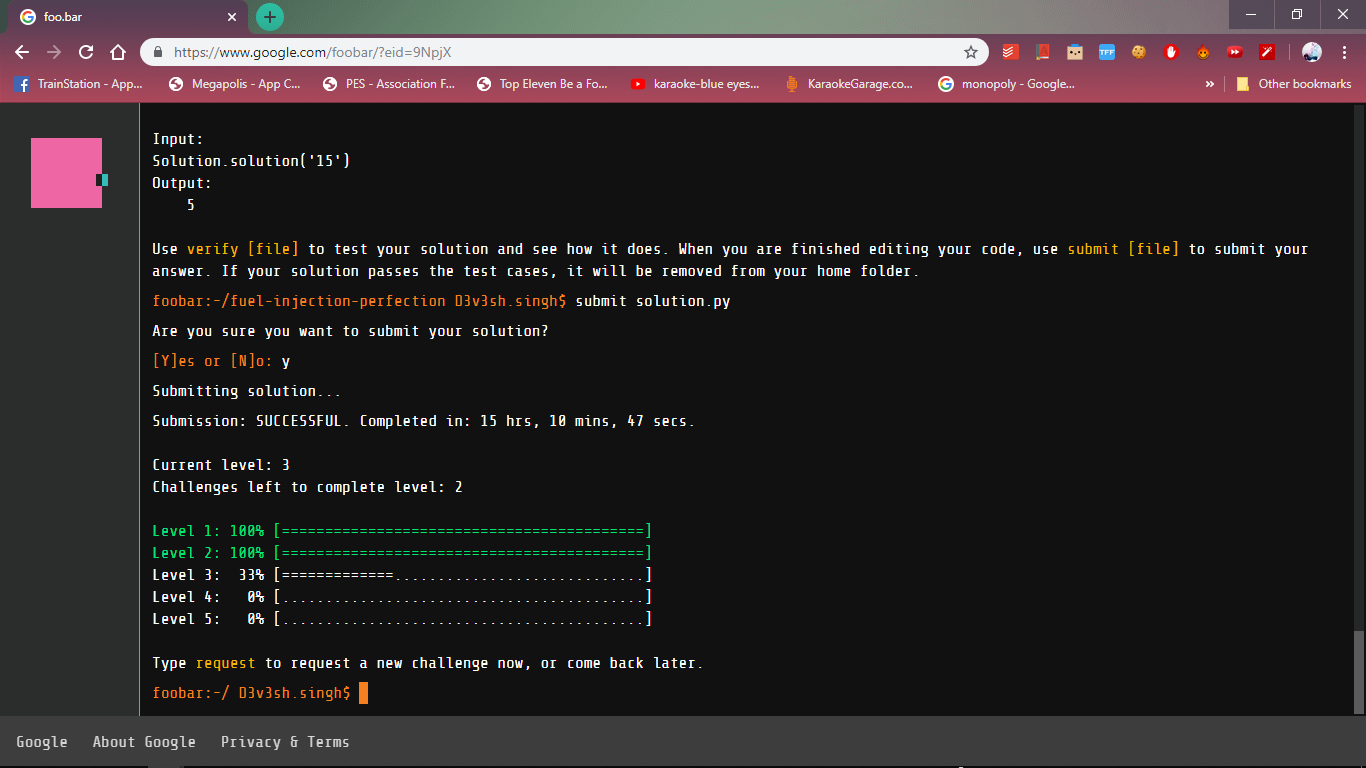 foo.bar
https://www.google.com/foobar/?eid=9NpjX
TrainStation - App... Megapolis - App C... PES - Association F... Top Eleven Be a Fo... karaoke-blue eyes... KaraokeGarage.co... monopoly - Google... » Other bookmarks
Input:
Solution.solution('15')
Output:
5
Use verify [file] to test your solution and see how it does. When you are finished editing your code, use submit [file] to submit your
answer. If your solution passes the test cases, it will be removed from your home folder.
foobar:~/fuel-injection-perfection D3v3sh.singh$ submit solution.py
Are you sure you want to submit your solution?
[Y]es or [N]o: y
Submitting solution...
Submission: SUCCESSFUL. Completed in: 15 hrs, 10 mins, 47 secs.
Current level: 3
Challenges left to complete level: 2
Level 1: 100% [==========================================]
Level 2: 100% [==========================================]
Level 3: 33% [=============.............................]
Level 4: 0% [..........................................]
Level 5: 0% [..........................................]
Type request to request a new challenge now, or come back later.
foobar:~/ D3v3sh.singh$
Google About Google Privacy & Terms